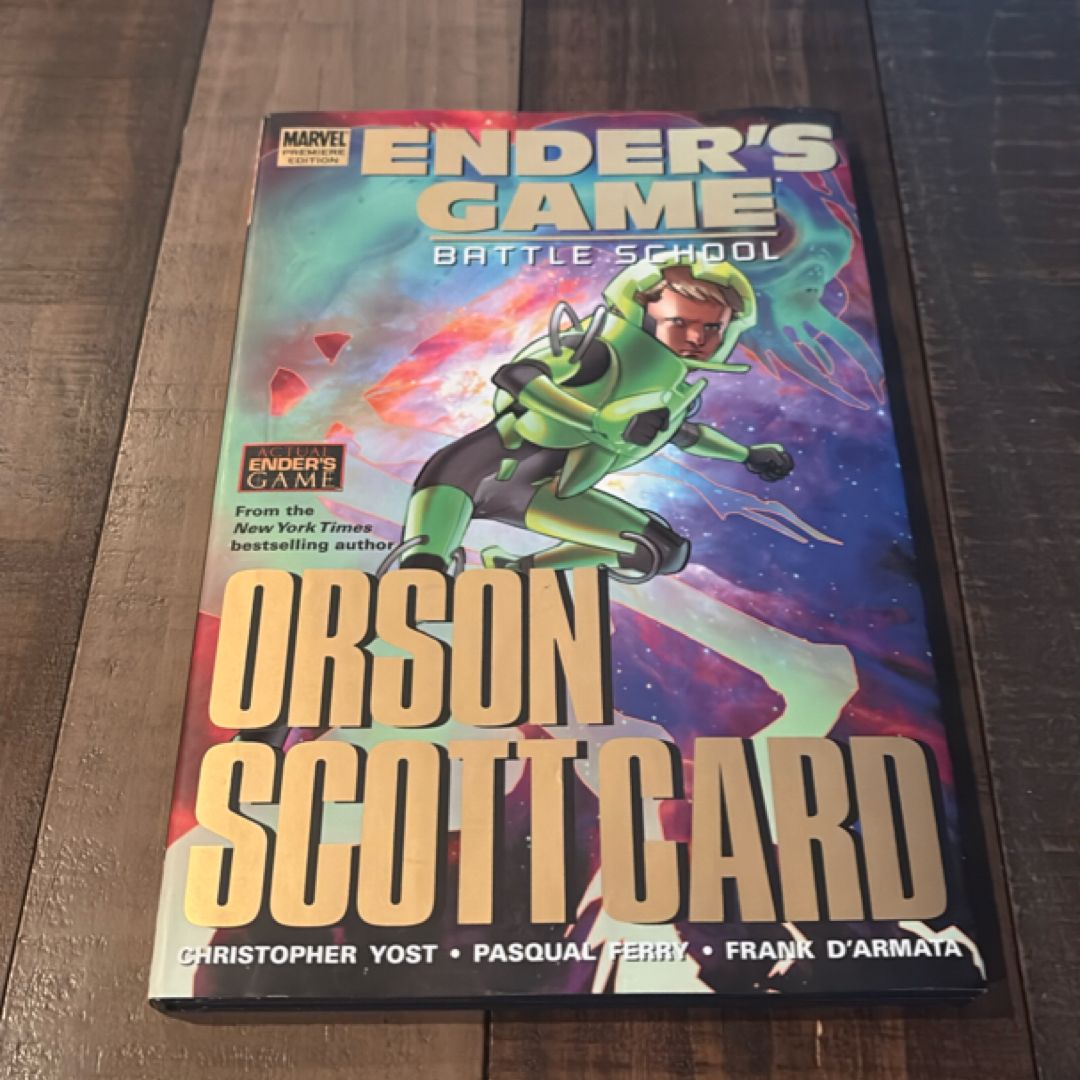 MARVEL
PREMIERE
EDITION
ENDER'S
GAME
BATTLE SCHOOL
ACTUAL
ENDER'S
GAME
From the
New York Times
bestselling author
ORSON
SCOTT CARD
CHRISTOPHER YOST • PASQUAL FERRY • FRANK D'ARMATA